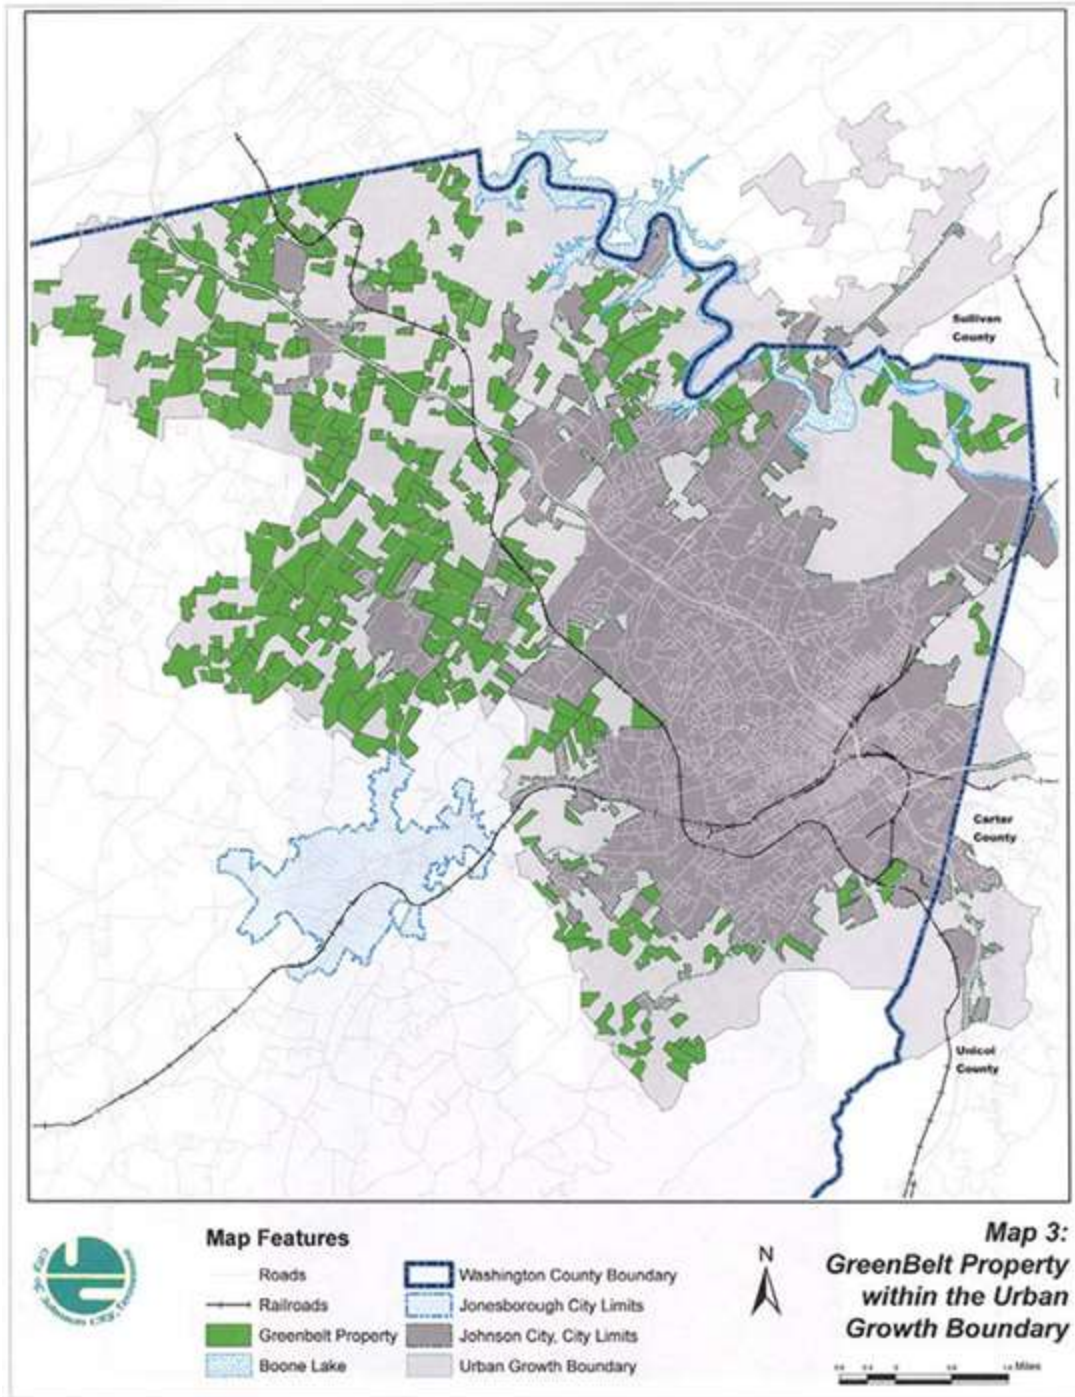 Sullivan
County
Carter
County
Unicoi
County
Map Features
Roads
Railroads
Greenbelt Property
Boone Lake
Washington County Boundary
Jonesborough City Limits
Johnson City, City Limits
Urban Growth Boundary
N
Map 3:
GreenBelt Property
within the Urban
Growth Boundary
Miles